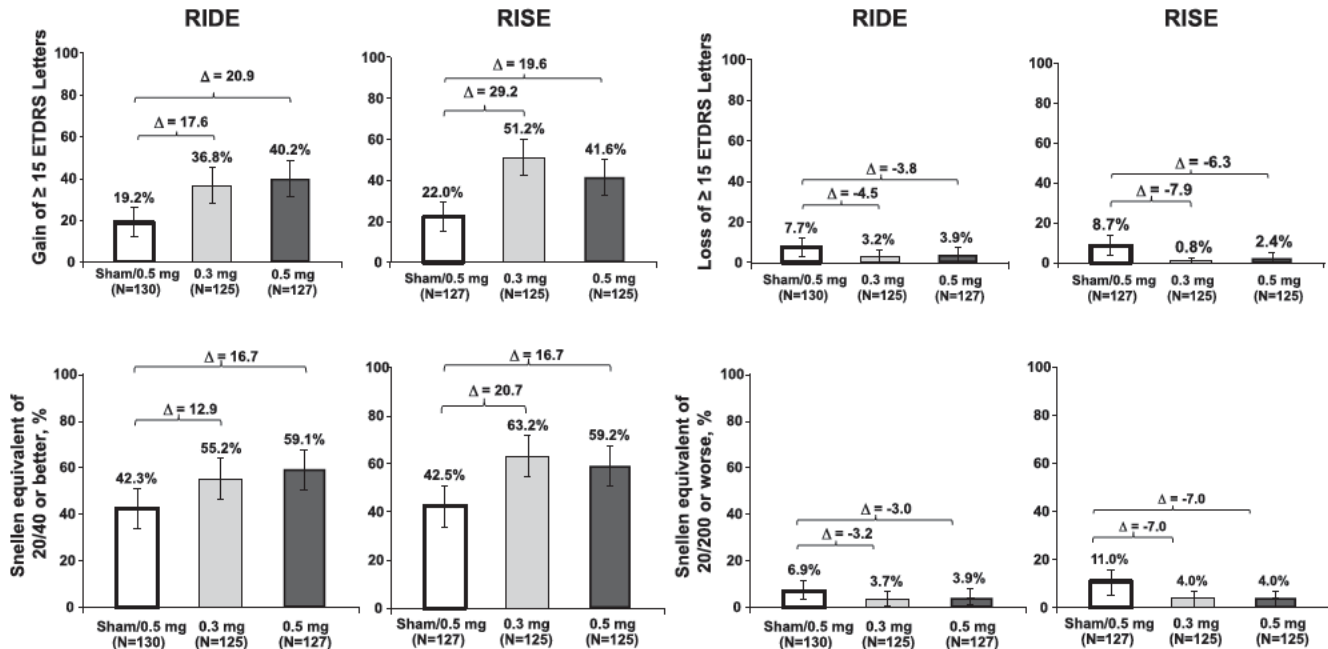 RIDE
RISE
RIDE
RISE
Gain of ≥ 15 ETDRS Letters
100
80
60
40
20
0
Δ = 20.9
Δ = 17.6
19.2%
36.8%
40.2%
Sham/0.5 mg 0.3 mg 0.5 mg
(N=130) (N=125) (N=127)
100
80
60
40
20
0
Δ = 19.6
Δ = 29.2
22.0%
51.2%
41.6%
Sham/0.5 mg 0.3 mg 0.5 mg
(N=127) (N=125) (N=125)
Loss of ≥ 15 ETDRS Letters
100
80
60
40
20
0
Δ = -3.8
Δ = -4.5
7.7%
3.2%
3.9%
Sham/0.5 mg 0.3 mg 0.5 mg
(N=130) (N=125) (N=127)
100
80
60
40
20
0
Δ = -6.3
Δ = -7.9
8.7%
0.8%
2.4%
Sham/0.5 mg 0.3 mg 0.5 mg
(N=127) (N=125) (N=125)
Snellen equivalent of
20/40 or better, %
100
80
60
40
20
0
Δ = 16.7
Δ = 12.9
42.3%
55.2%
59.1%
Sham/0.5 mg 0.3 mg 0.5 mg
(N=130) (N=125) (N=127)
100
80
60
40
20
0
Δ = 16.7
Δ = 20.7
42.5%
63.2%
59.2%
Sham/0.5 mg 0.3 mg 0.5 mg
(N=127) (N=125) (N=125)
Snellen equivalent of
20/200 or worse, %
100
80
60
40
20
0
Δ = -3.0
Δ = -3.2
6.9%
3.7%
3.9%
Sham/0.5 mg 0.3 mg 0.5 mg
(N=130) (N=125) (N=127)
100
80
60
40
20
0
Δ = -7.0
Δ = -7.0
11.0%
4.0%
4.0%
Sham/0.5 mg 0.3 mg 0.5 mg
(N=127) (N=125) (N=125)